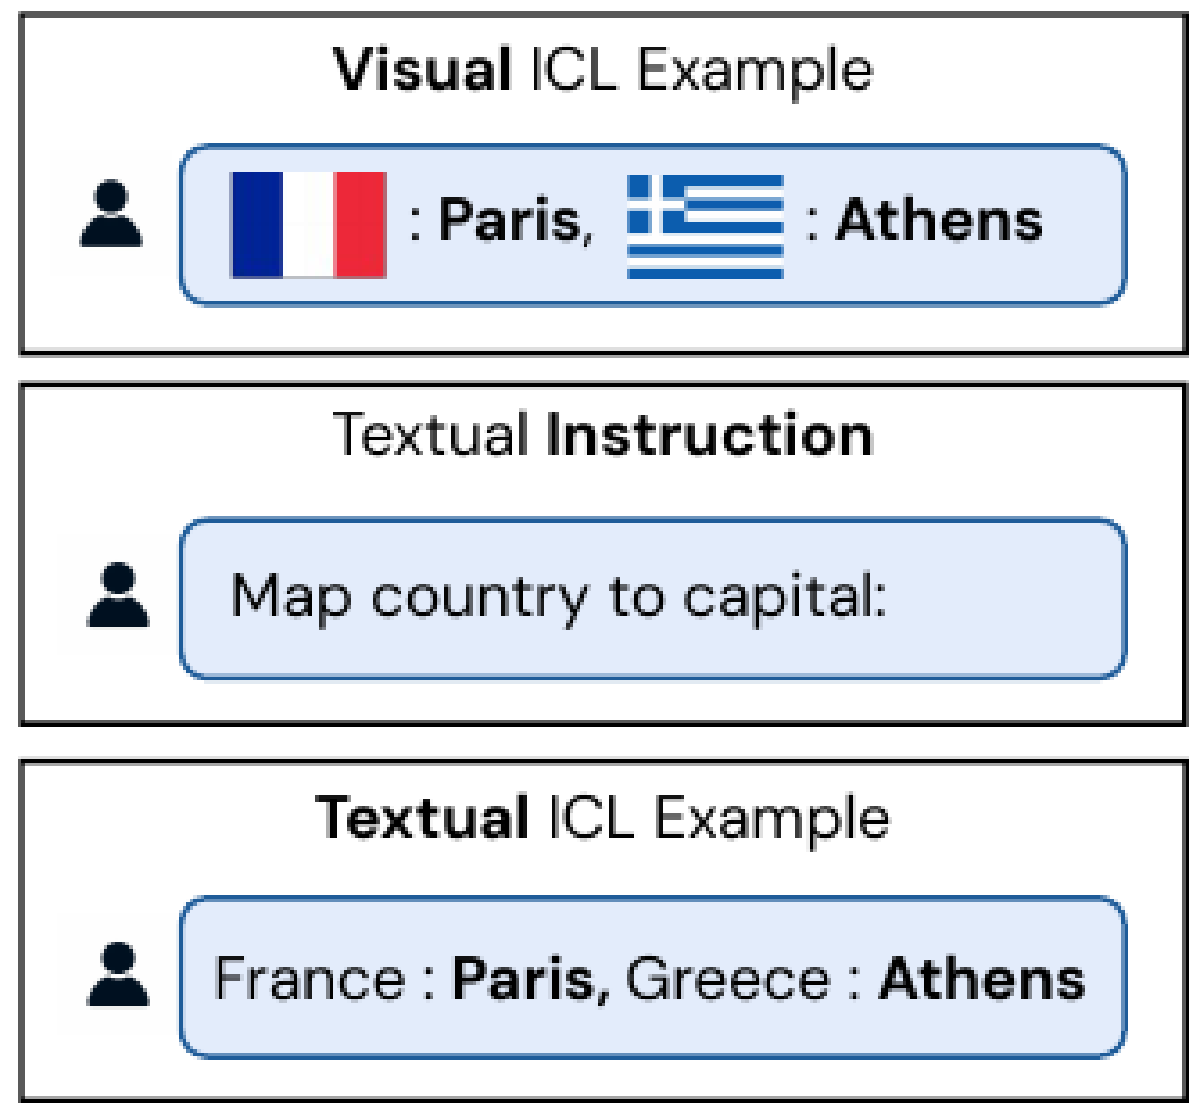 Visual ICL Example
: Paris, : Athens
Textual Instruction
Map country to capital:
Textual ICL Example
France : Paris, Greece : Athens